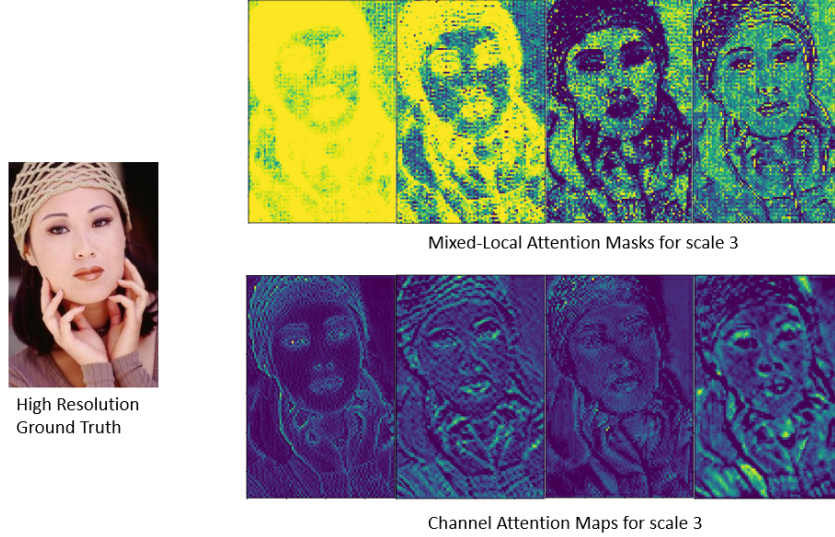 Mixed-Local Attention Masks for scale 3
High Resolution
Ground Truth
Channel Attention Maps for scale 3